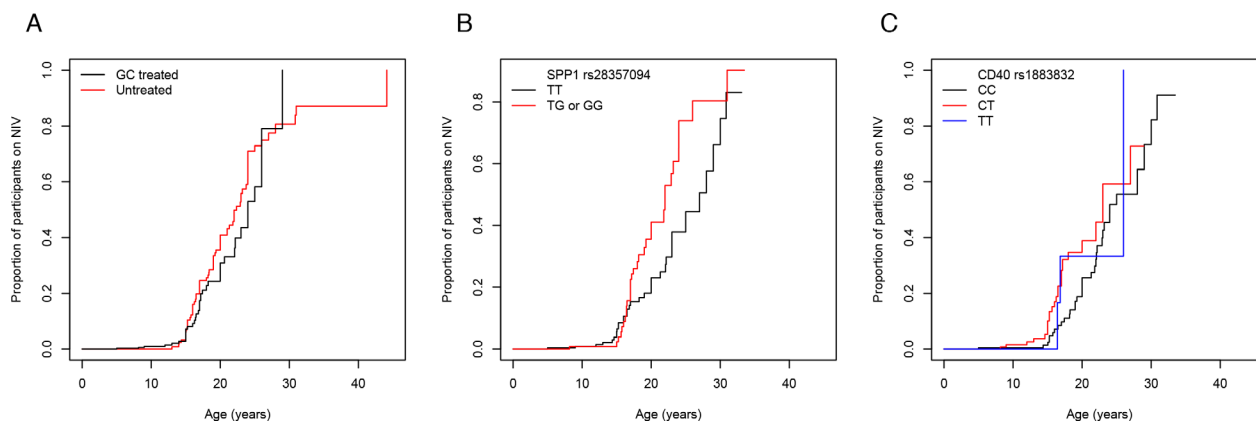 A
GC treated
Untreated
Proportion of participants on NIV
0.0
0.2
0.4
0.6
0.8
1.0
0
10
20
30
40
Age (years)
B
SPP1 rs28357094
TT
TG or GG
Proportion of participants on NIV
0.0
0.2
0.4
0.6
0.8
0
10
20
30
40
Age (years)
C
CD40 rs1883832
CC
CT
TT
Proportion of participants on NIV
0.0
0.2
0.4
0.6
0.8
1.0
0
10
20
30
40
Age (years)